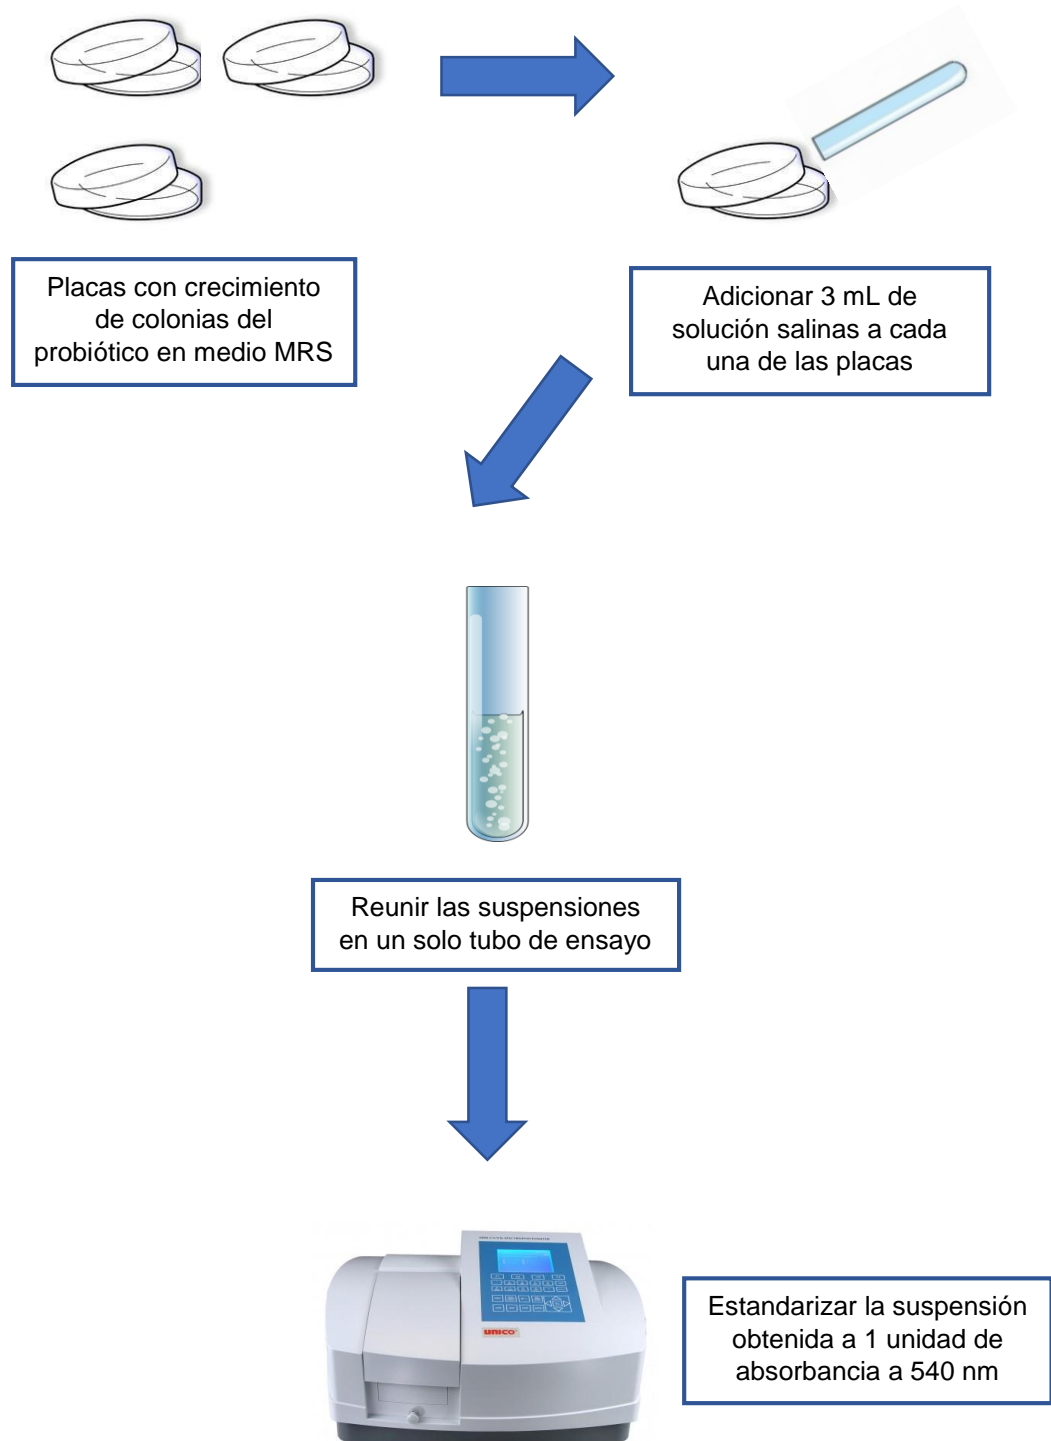 Placas con crecimiento
de colonias del
probiótico en medio MRS
Adicionar 3 mL de
solución salinas a cada
una de las placas
Reunir las suspensiones
en un solo tubo de ensayo
UNICO
Estandarizar la suspensión
obtenida a 1 unidad de
absorbancia a 540 nm